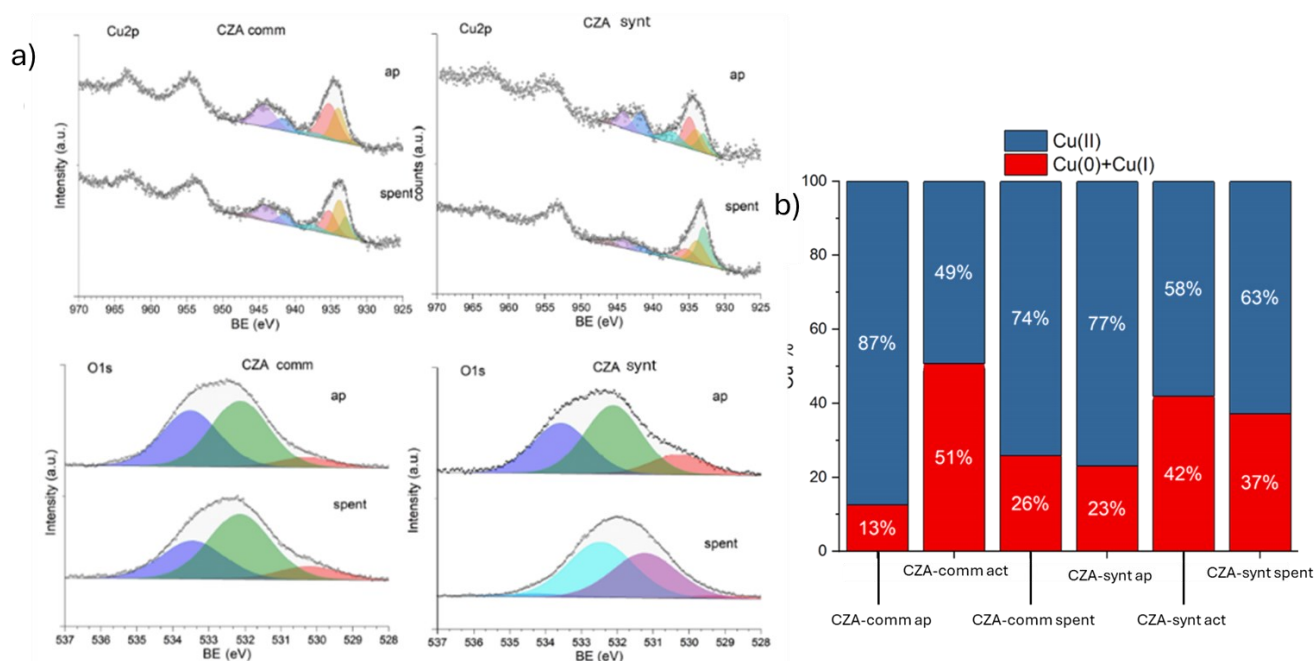 a)
Cu2p CZA comm
ap
spent
Intensity (a.u.)
970 965 960 955 950 945 940 935 930 925
BE (eV)
Cu2p CZA synt
ap
spent
counts (a.u.)
970 965 960 955 950 945 940 935 930 925
BE (eV)
O1s CZA comm
ap
spent
Intensity (a.u.)
537 536 535 534 533 532 531 530 529 528
BE (eV)
O1s CZA synt
ap
spent
Intensity (a.u.)
537 536 535 534 533 532 531 530 529 528
BE (eV)
b)
Cu(II)
Cu(0)+Cu(I)
100
80
60
40
20
0
87% 49% 74% 77% 58% 63%
13% 51% 26% 23% 42% 37%
CZA-comm act CZA-synt ap CZA-synt spent
CZA-comm ap CZA-comm spent CZA-synt act